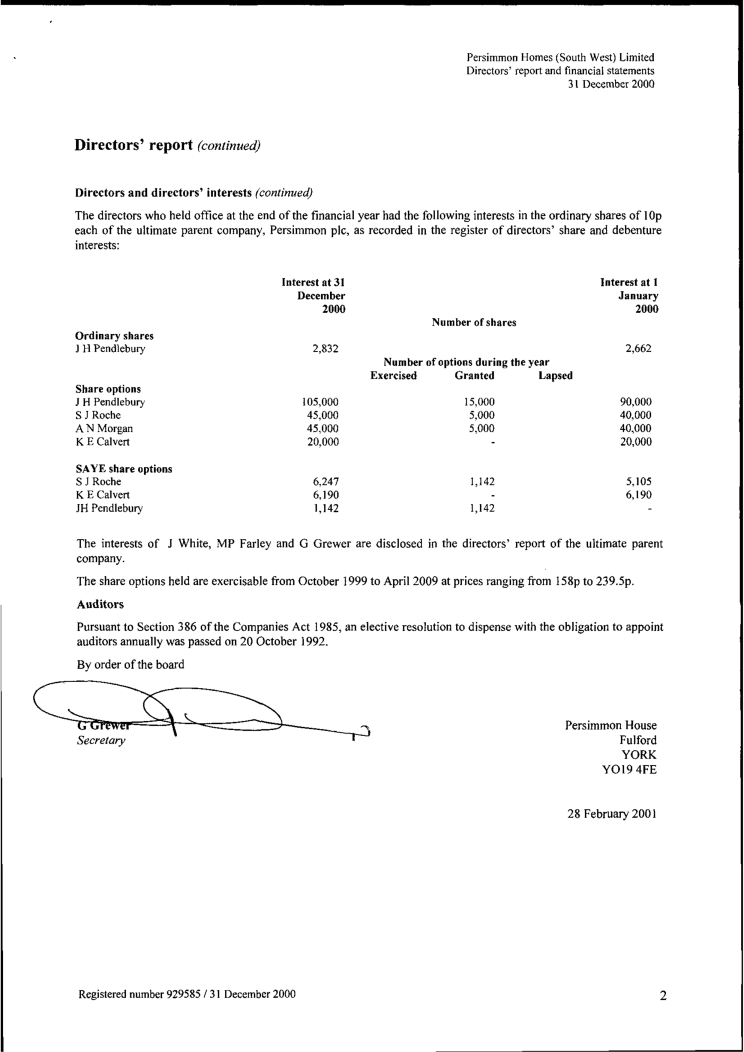 Persimmon Homes (South West) Limited
Directors' report and financial statements
31 December 2000
Directors' report (continued)
Directors and directors' interests (continued)
The directors who held office at the end of the financial year had the following interests in the ordinary shares of 10p
each of the ultimate parent company, Persimmon plc, as recorded in the register of directors' share and debenture
interests:
Interest at 31 Interest at 1
December January
2000 2000
Number of shares
Ordinary shares
J H Pendlebury 2,832 2,662
Number of options during the year
Exercised Granted Lapsed
Share options
J H Pendlebury 105,000 15,000 90,000
S J Roche 45,000 5,000 40,000
A N Morgan 45,000 5,000 40,000
K E Calvert 20,000 - 20,000
SAYE share options
S J Roche 6,247 1,142 5,105
K E Calvert 6,190 - 6,190
JH Pendlebury 1,142 1,142 -
The interests of J White, MP Farley and G Grewer are disclosed in the directors' report of the ultimate parent
company.
The share options held are exercisable from October 1999 to April 2009 at prices ranging from 158p to 239.5p.
Auditors
Pursuant to Section 386 of the Companies Act 1985, an elective resolution to dispense with the obligation to appoint
auditors annually was passed on 20 October 1992.
By order of the board
G Grewer Persimmon House
Secretary Fulford
YORK
YO19 4FE
28 February 2001
Registered number 929585 / 31 December 2000 2